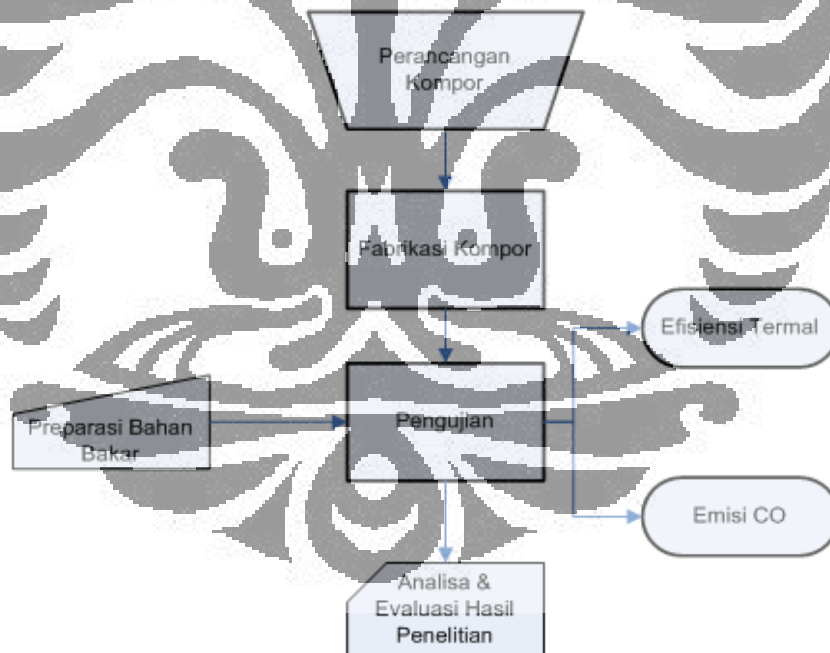 Perancangan
Kompor
Fabrikasi Kompor
Efisiensi Termal
Preparasi Bahan
Bakar
Pengujian
Emisi CO
Analisa &
Evaluasi Hasil
Penelitian